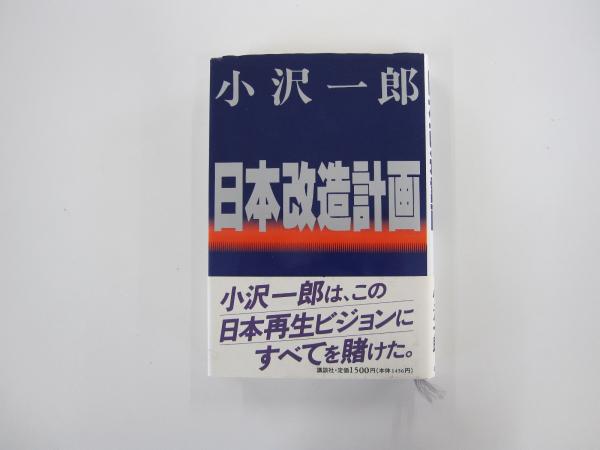 小沢一郎
日本改造計画
小沢一郎は、この
日本再生ビジョンに
すべてを賭けた。
講談社・定価1500円(本体1456円)